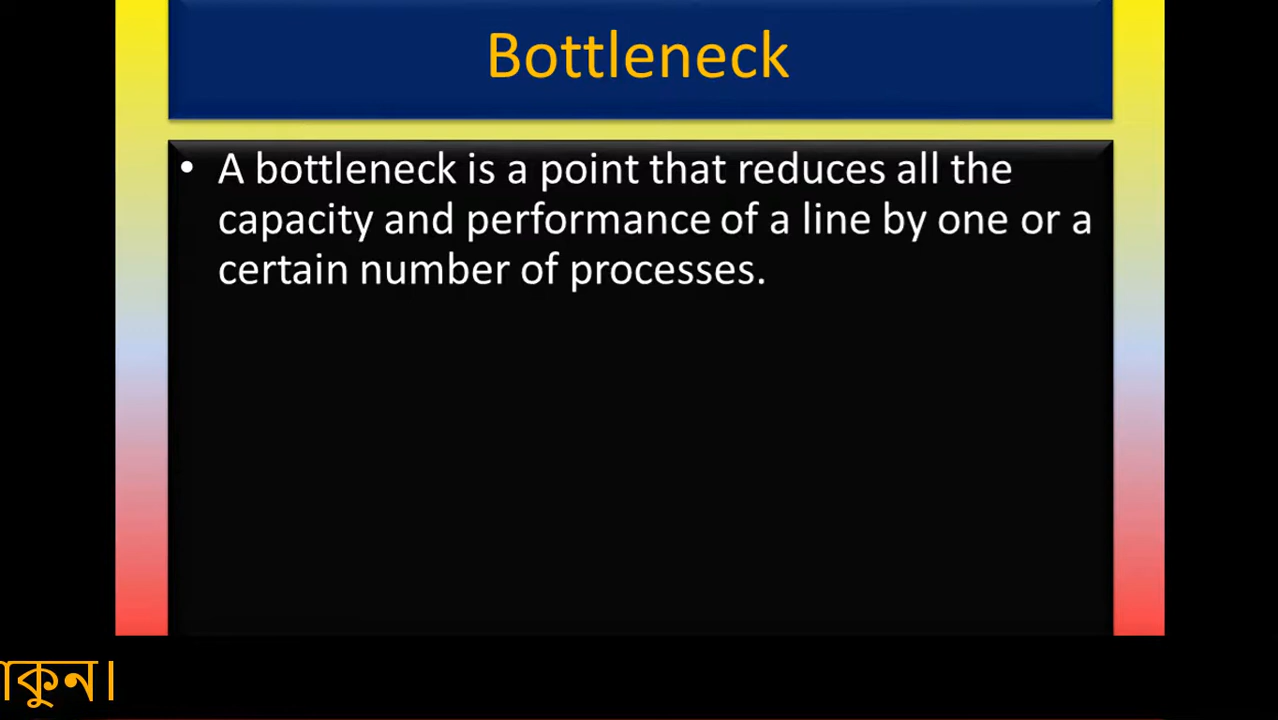 Bottleneck
• A bottleneck is a point that reduces all the
capacity and performance of a line by one or a
certain number of processes.